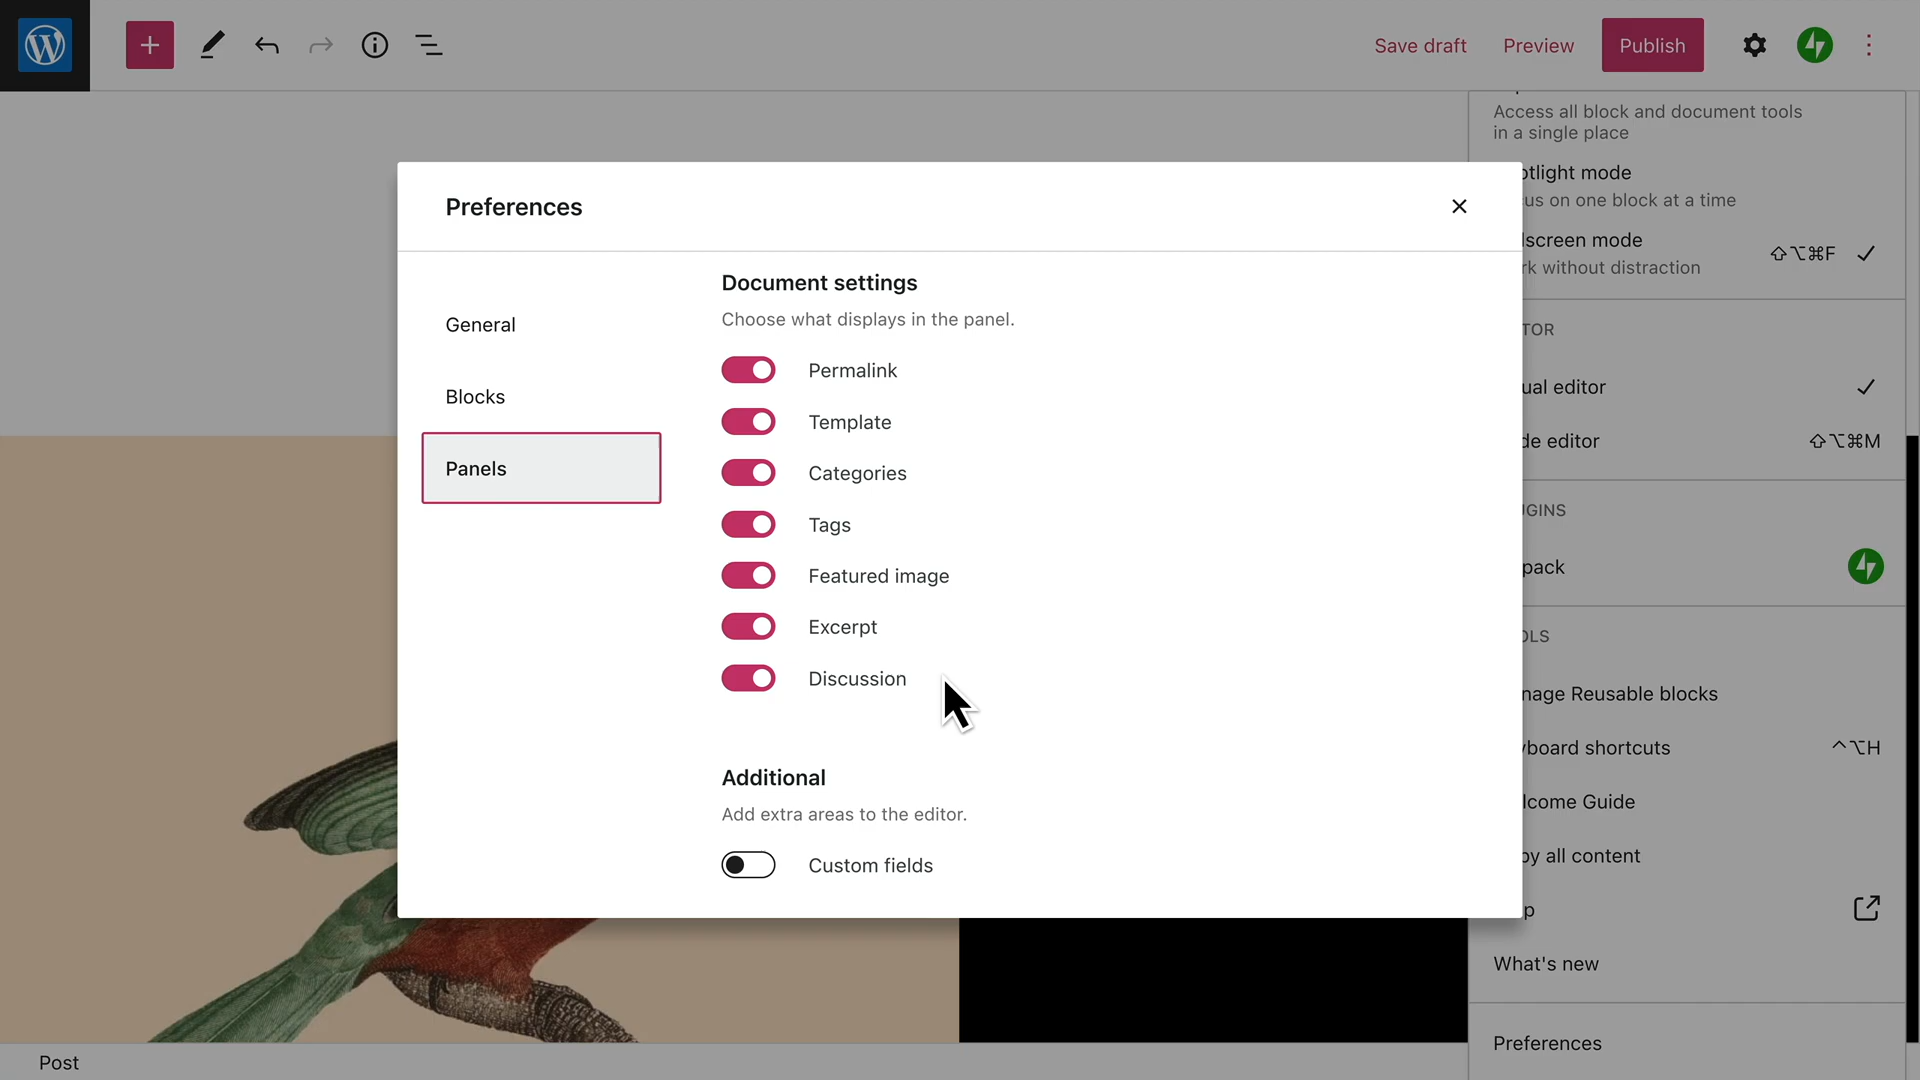 Save draft
Preview
Publish
Access all block and document tools
in a single place
otlight mode
us on one block at a time
lscreen mode
⇧⌥⌘F
rk without distraction
TOR
ual editor
de editor
⇧⌥⌘M
GINS
pack
OLS
nage Reusable blocks
yboard shortcuts
^⌥H
lcome Guide
py all content
p
What's new
Preferences
Preferences
General
Blocks
Panels
Document settings
Choose what displays in the panel.
Permalink
Template
Categories
Tags
Featured image
Excerpt
Discussion
Additional
Add extra areas to the editor.
Custom fields
Post